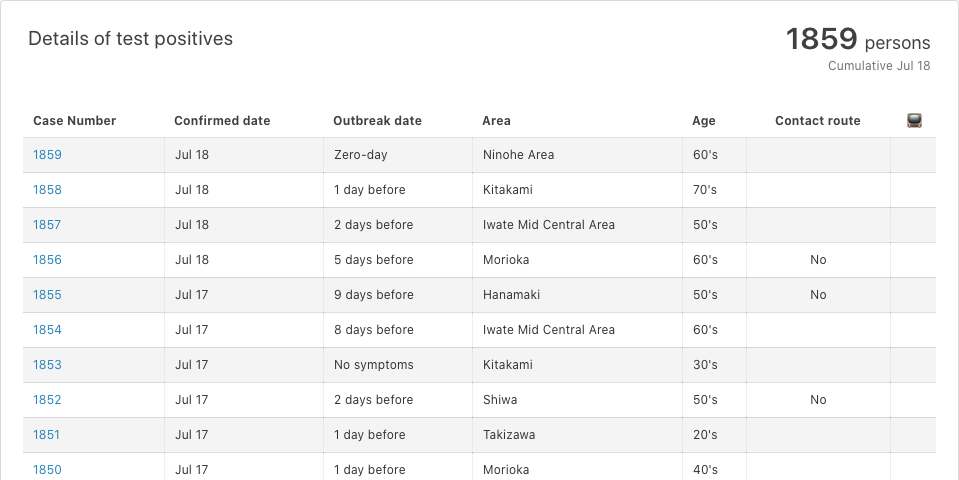 Details of test positives
1859 persons
Cumulative Jul 18
Case Number Confirmed date Outbreak date Area Age Contact route
1859 Jul 18 Zero-day Ninohe Area 60's
1858 Jul 18 1 day before Kitakami 70's
1857 Jul 18 2 days before Iwate Mid Central Area 50's
1856 Jul 18 5 days before Morioka 60's No
1855 Jul 17 9 days before Hanamaki 50's No
1854 Jul 17 8 days before Iwate Mid Central Area 60's
1853 Jul 17 No symptoms Kitakami 30's
1852 Jul 17 2 days before Shiwa 50's No
1851 Jul 17 1 day before Takizawa 20's
1850 Jul 17 1 day before Morioka 40's